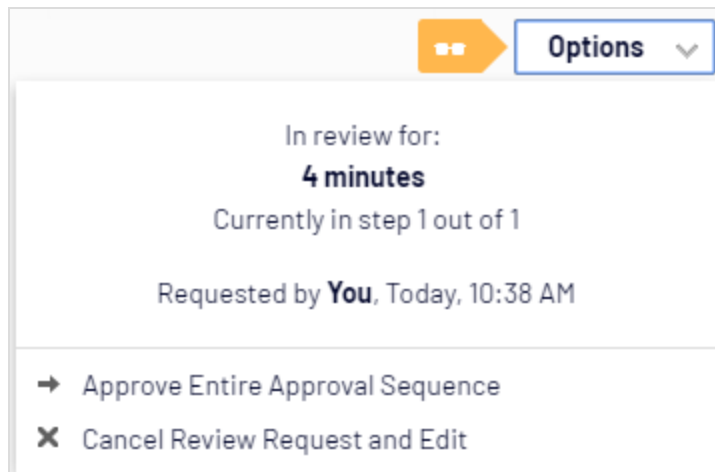 Options
In review for:
4 minutes
Currently in step 1 out of 1
Requested by You, Today, 10:38 AM
Approve Entire Approval Sequence
Cancel Review Request and Edit